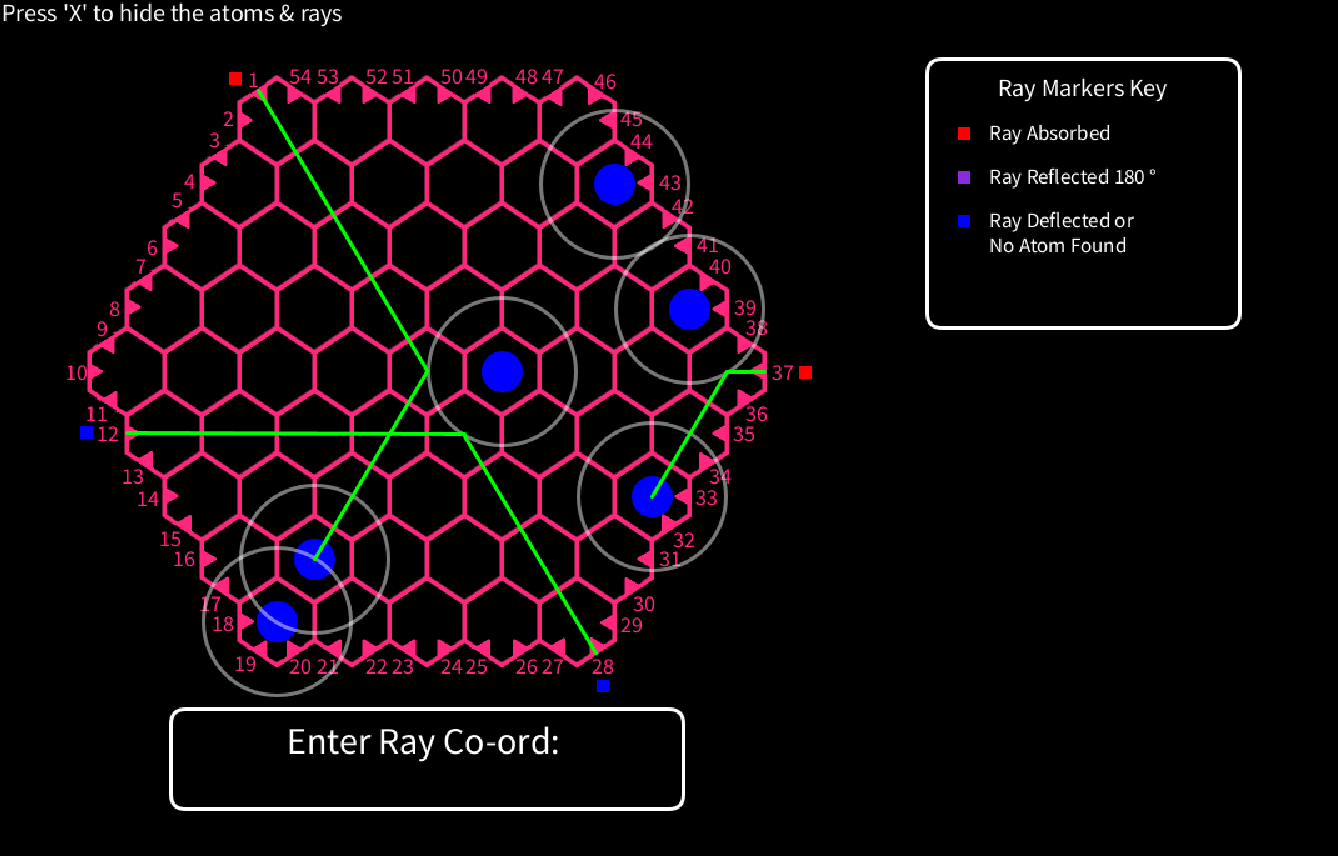 Press 'X' to hide the atoms & rays
1 54 53 52 51 50 49 48 47 46
2 45
3 44
4 43
5 42
6 41
7 40
8 39
9 38
10 37
11 36
12 35
13 34
14 33
15 32
16 31
17 30
18 29
19 20 21 22 23 24 25 26 27 28
Ray Markers Key
Ray Absorbed
Ray Reflected 180 °
Ray Deflected or
No Atom Found
Enter Ray Co-ord: